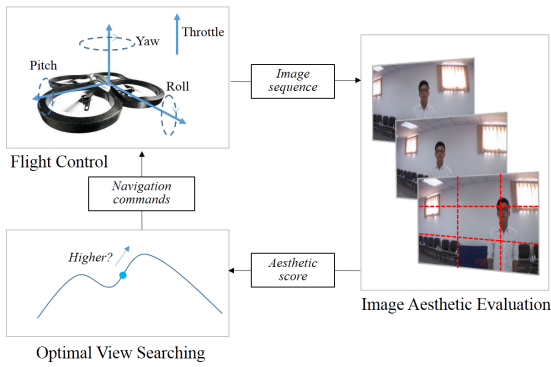 Throttle
Yaw
Pitch
Roll
Flight Control
Image
sequence
Navigation
commands
Higher?
Aesthetic
score
Image Aesthetic Evaluation
Optimal View Searching